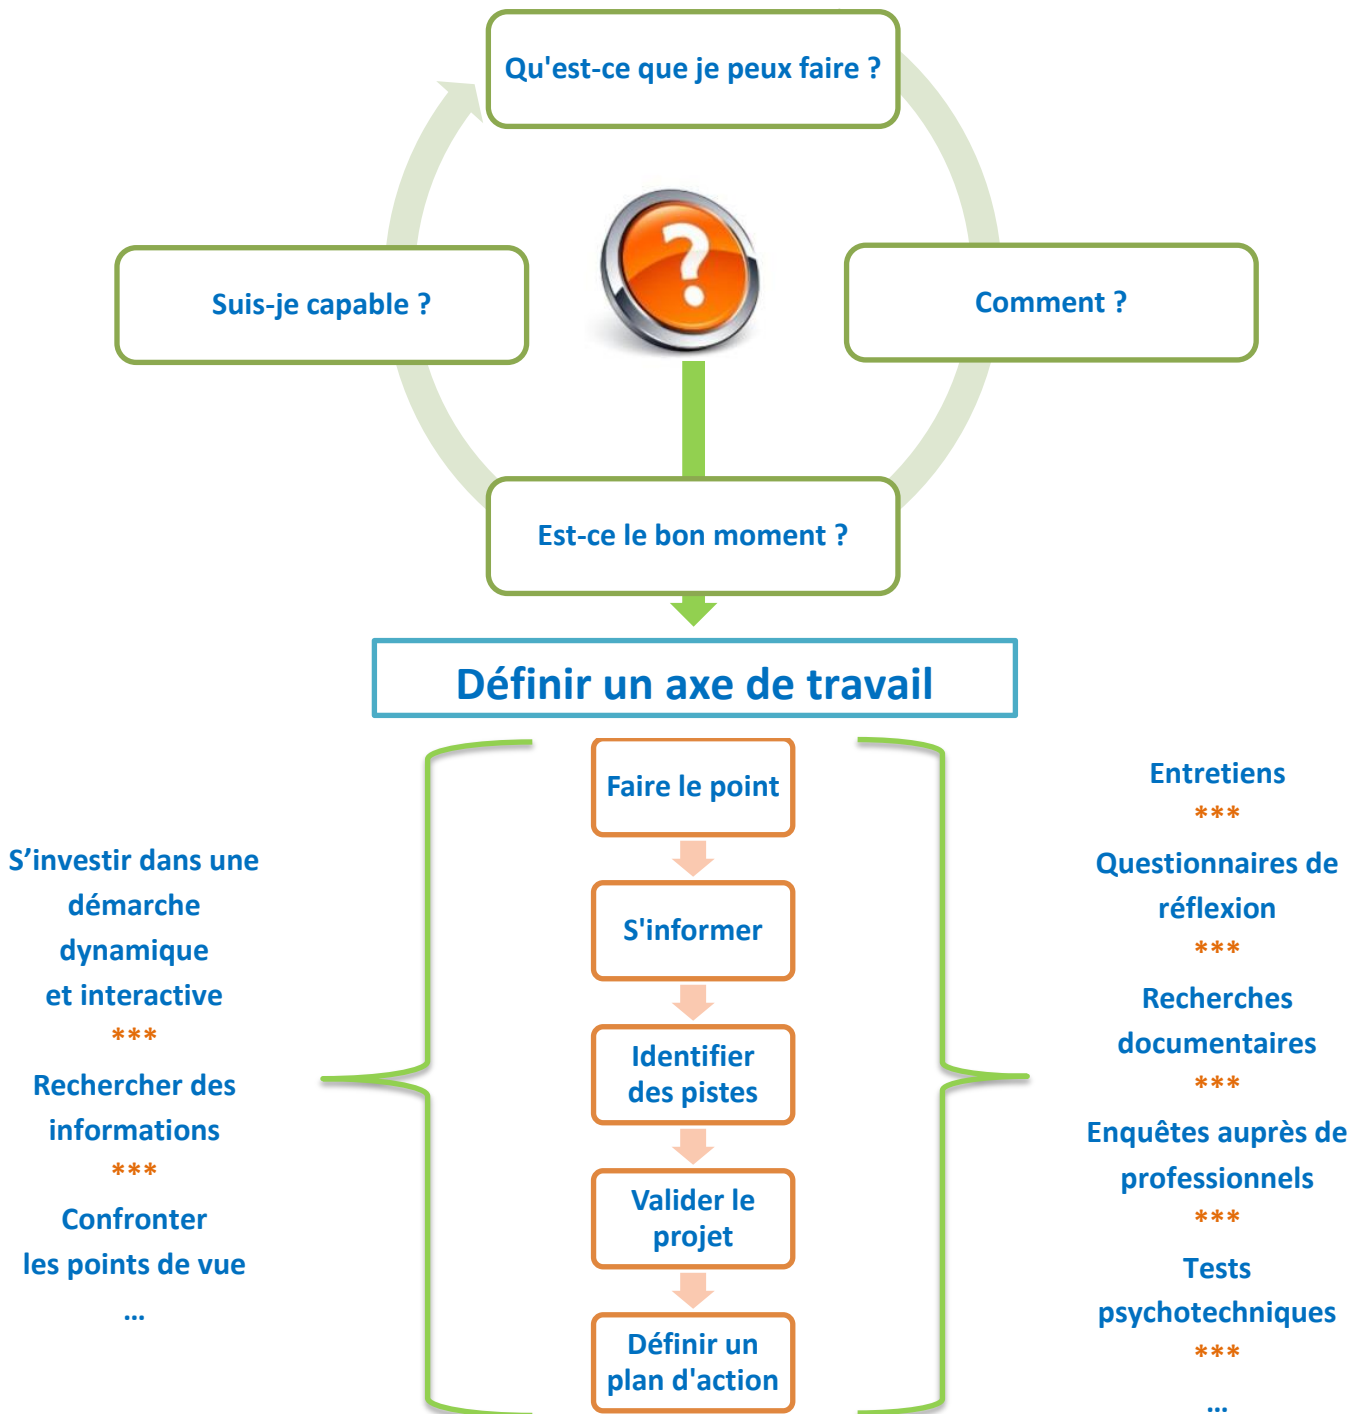 Qu'est-ce que je peux faire ?
?
Suis-je capable ?
Comment ?
Est-ce le bon moment ?
Définir un axe de travail
S’investir dans une
démarche
dynamique
et interactive
***
Rechercher des
informations
***
Confronter
les points de vue
...
Faire le point
S'informer
Identifier
des pistes
Valider le
projet
Définir un
plan d'action
Entretiens
***
Questionnaires de
réflexion
***
Recherches
documentaires
***
Enquêtes auprès de
professionnels
***
Tests
psychotechniques
***
...